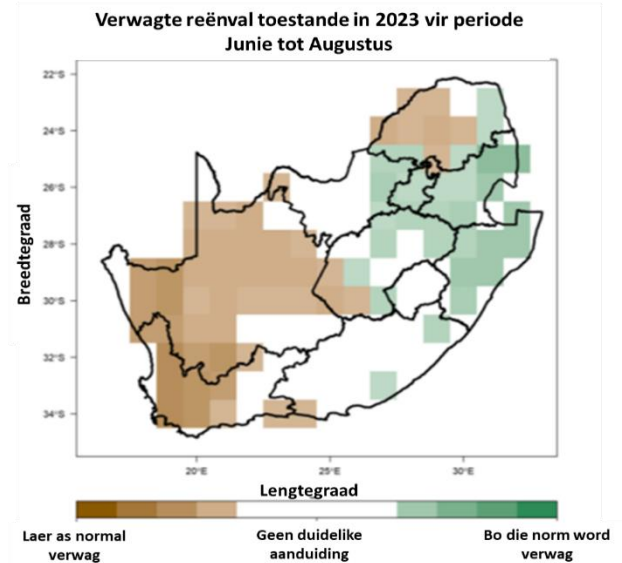 Verwagte reënval toestande in 2023 vir periode
Junie tot Augustus
22°S
24°S
26°S
28°S
30°S
32°S
34°S
Breedtegraad
20°E
25°E
30°E
Lengtegraad
Laer as normal
verwag
Geen duidelike
aanduiding
Bo die norm word
verwag